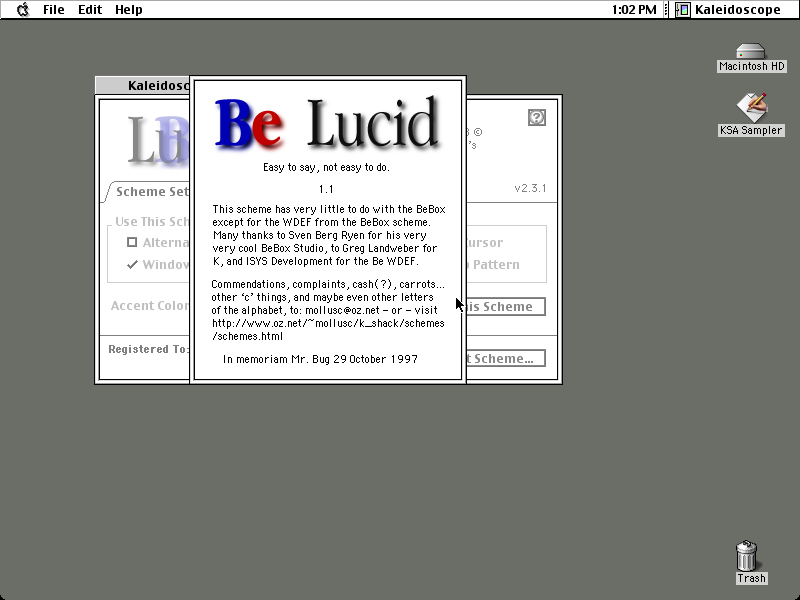 File Edit Help 1:02 PM Kaleidoscope
Macintosh HD
KSA Sampler
Kaleidosc
Be Lucid
Easy to say, not easy to do.
1.1
This scheme has very little to do with the BeBox
except for the WDEF from the BeBox scheme.
Many thanks to Sven Berg Ryen for his very
very cool BeBox Studio, to Greg Landweber for
K, and ISYS Development for the Be WDEF.
Commendations, complaints, cash(?), carrots...
other ‘c’ things, and maybe even other letters
of the alphabet, to: mollusc@oz.net - or - visit
http://www.oz.net/~mollusc/k_shack/schemes
/schemes.html
In memoriam Mr. Bug 29 October 1997
Lu
©
's
v2.3.1
Scheme Set
Use This Sch
Alterna
Window
ursor
Pattern
Accent Color
is Scheme
Registered To:
t Scheme...
Trash